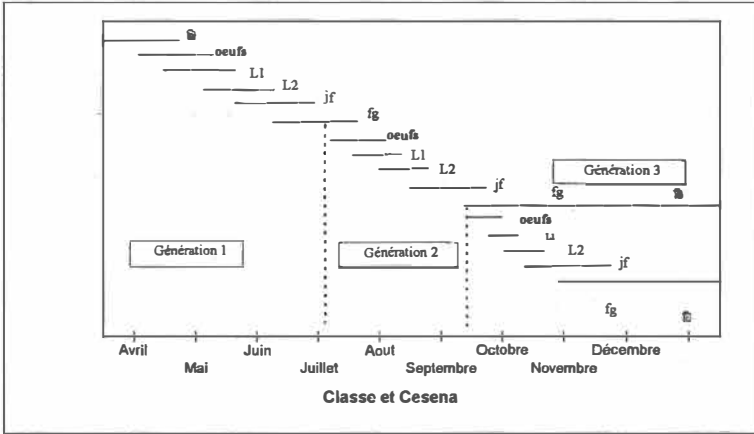 oeufs
L1
L2
jf
fg
oeufs
L1
L2
jf
Génération 3
fg
oeufs
L1
L2
jf
Génération 1
Génération 2
fg
Avril Juin Aout Octobre Décembre
Mai Juillet Septembre Novembre
Classe et Cesena